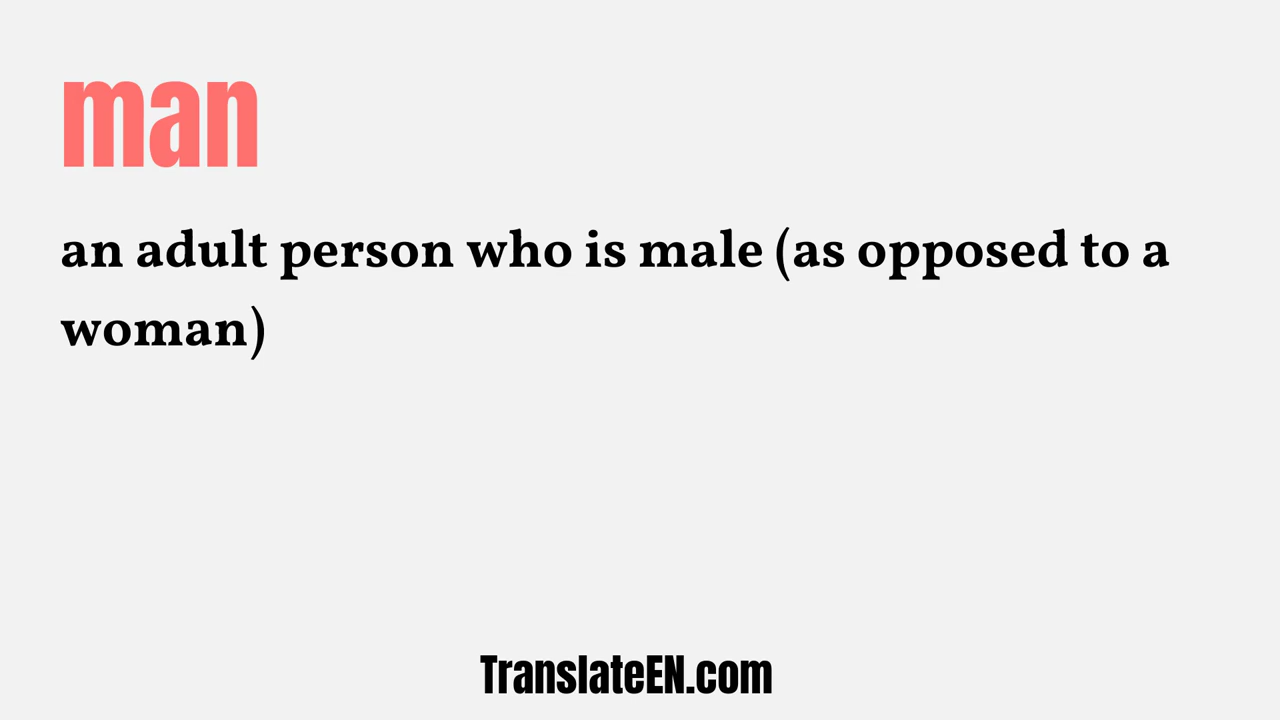 man
an adult person who is male (as opposed to a
woman)
TranslateEN.com